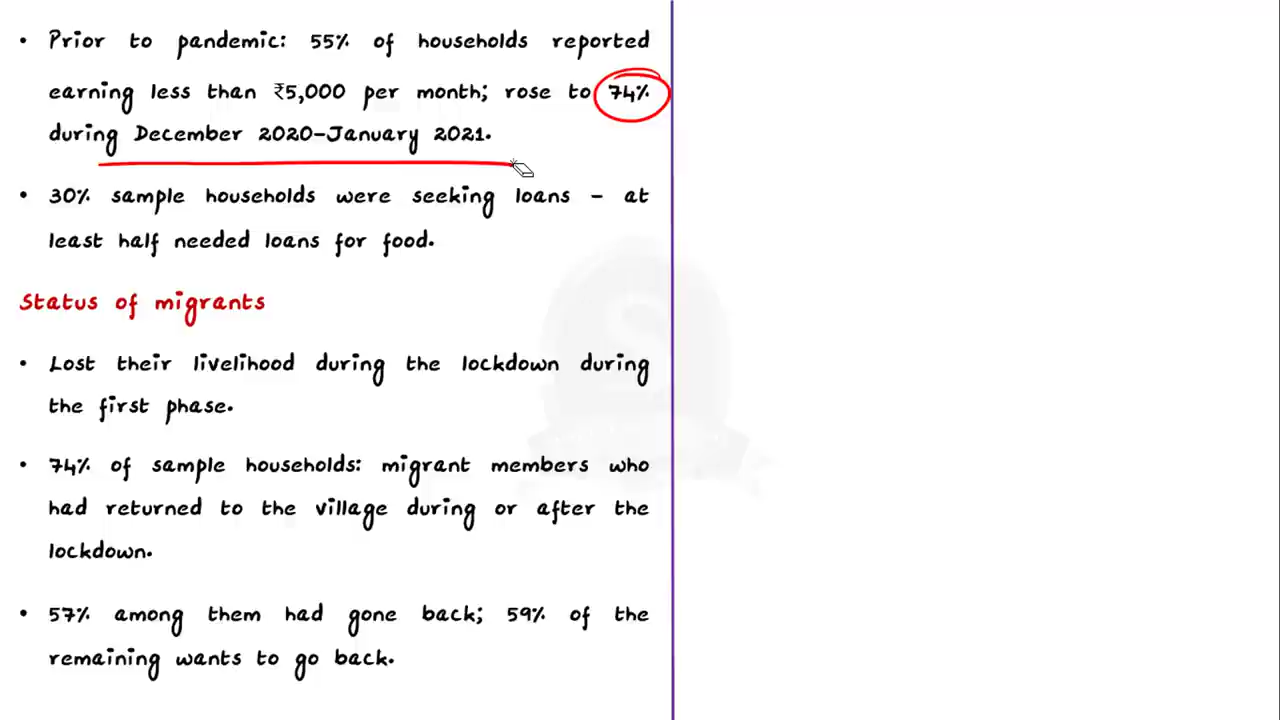 • Prior to pandemic: 55% of households reported
earning less than ₹5,000 per month; rose to 74%
during December 2020-January 2021.
• 30% sample households were seeking loans - at
least half needed loans for food.
Status of migrants
• Lost their livelihood during the lockdown during
the first phase.
• 74% of sample households: migrant members who
had returned to the village during or after the
lockdown.
• 57% among them had gone back; 59% of the
remaining wants to go back.